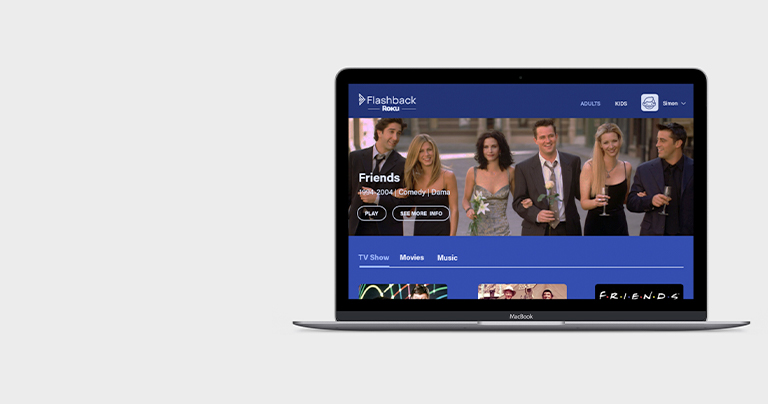 Flashback
ROKU
ADULTS KIDS Simon
Friends
1994-2004 | Comedy | Dama
PLAY SEE MORE INFO
TV Show Movies Music
F·R·I·E·N·D·S
MacBook